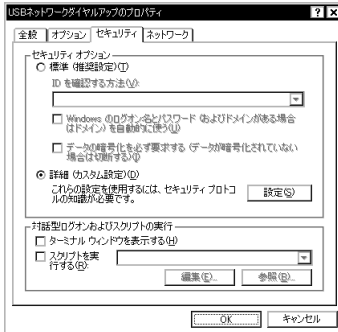 USBネットワークダイヤルアップのプロパティ
全般 オプション セキュリティ ネットワーク
セキュリティ オプション
標準 (推奨設定)(T)
ID を確認する方法(V):
Windows のログオン名とパスワード (およびドメインがある場合
はドメイン) を自動的に使う(U)
データの暗号化を必ず要求する (データが暗号化されていない
場合は切断する)(I)
詳細 (カスタム設定)(D)
これらの設定を使用するには、セキュリティ プロトコ
ルの知識が必要です。
設定(S)
対話型ログオンおよびスクリプトの実行
ターミナル ウィンドウを表示する(H)
スクリプトを実
行する(R):
編集(E)...
参照(B)...
OK キャンセル